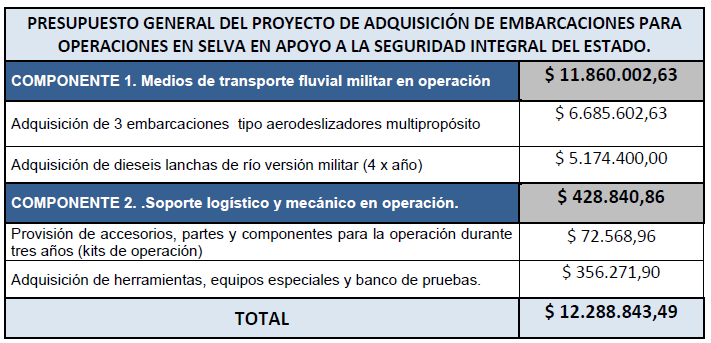 PRESUPUESTO GENERAL DEL PROYECTO DE ADQUISICIÓN DE EMBARCACIONES PARA
OPERACIONES EN SELVA EN APOYO A LA SEGURIDAD INTEGRAL DEL ESTADO.
COMPONENTE 1. Medios de transporte fluvial militar en operación $ 11.860.002,63
Adquisición de 3 embarcaciones tipo aerodeslizadores multipropósito $ 6.685.602,63
Adquisición de dieseis lanchas de río versión militar (4 x año) $ 5.174.400,00
COMPONENTE 2. .Soporte logístico y mecánico en operación. $ 428.840,86
Provisión de accesorios, partes y componentes para la operación durante
tres años (kits de operación) $ 72.568,96
Adquisición de herramientas, equipos especiales y banco de pruebas. $ 356.271,90
TOTAL $ 12.288.843,49